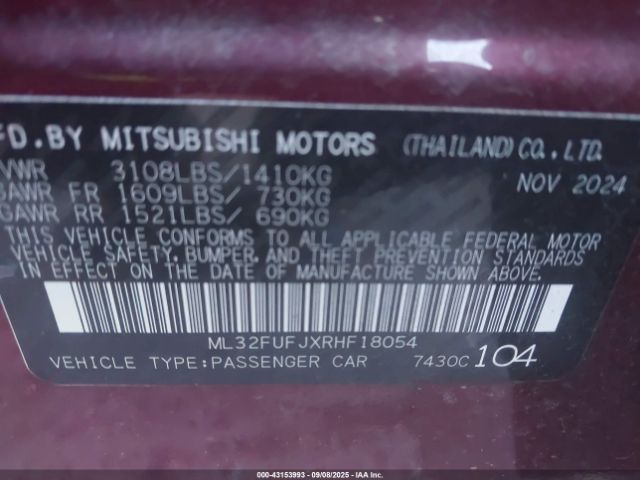 FD. BY MITSUBISHI MOTORS (THAILAND) CO., LTD.
VWR 3108LBS/1410KG NOV 2024
GAWR FR 1609LBS/ 730KG
GAWR RR 1521LBS/ 690KG
THIS VEHICLE CONFORMS TO ALL APPLICABLE FEDERAL MOTOR
VEHICLE SAFETY, BUMPER, AND THEFT PREVENTION STANDARDS
IN EFFECT ON THE DATE OF MANUFACTURE SHOWN ABOVE.
ML32FUFJXRHF18054
VEHICLE TYPE:PASSENGER CAR 7430C 104
000-43153993 - 09/08/2025 - IAA Inc.